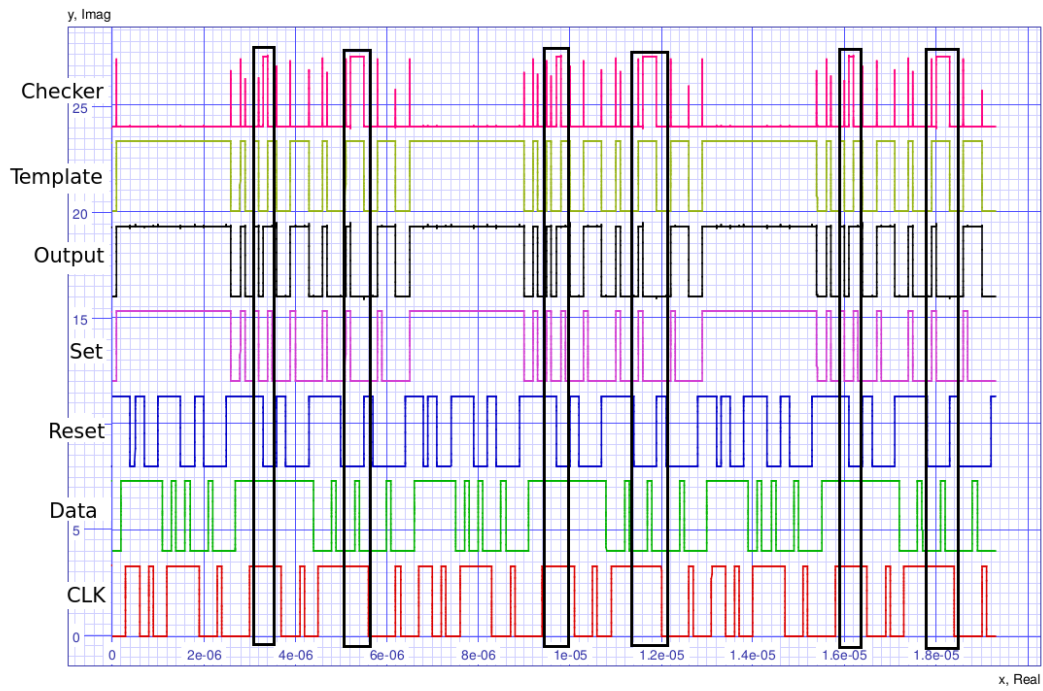 y, Imag
Checker
25
Template
20
Output
15
Set
Reset
Data
5
CLK
0
0 2e-06 4e-06 6e-06 8e-06 1e-05 1.2e-05 1.4e-05 1.6e-05 1.8e-05
x, Real